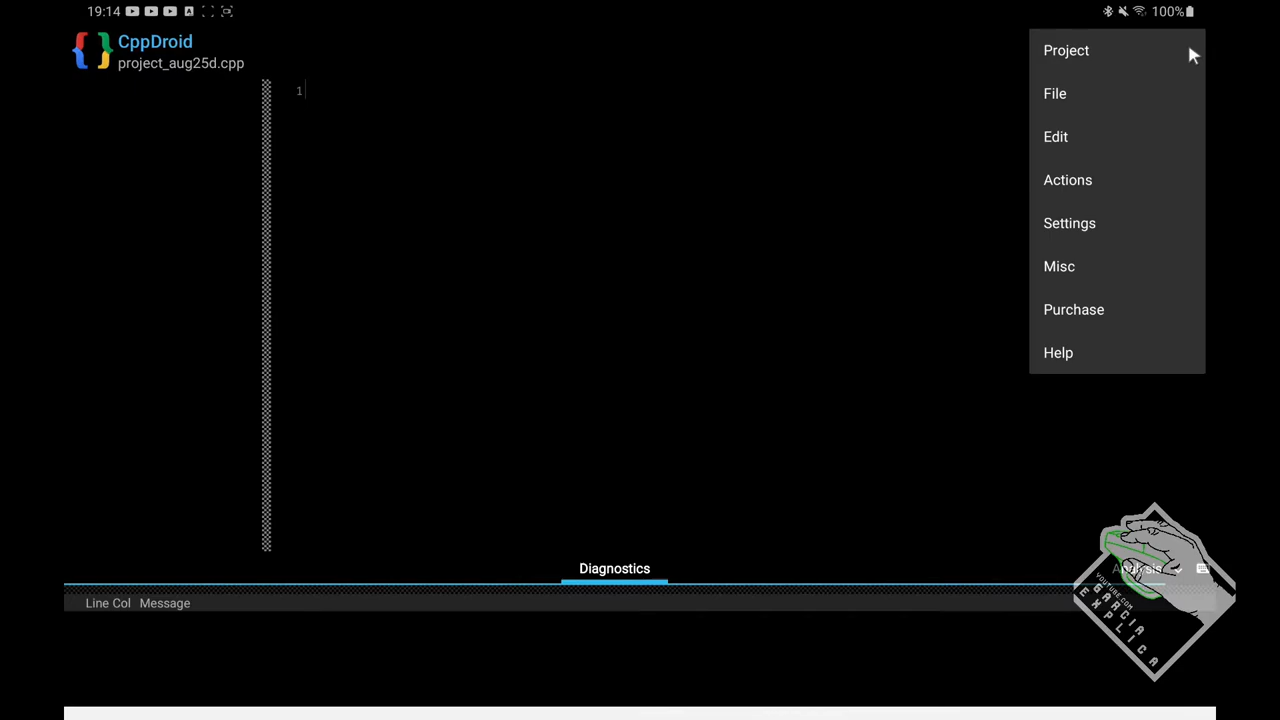 19:14
100%
CppDroid
project_aug25d.cpp
1
Project
File
Edit
Actions
Settings
Misc
Purchase
Help
Diagnostics
Analysis
Line Col Message
YOUTUBE.COM
GARCIA
EXPLICA